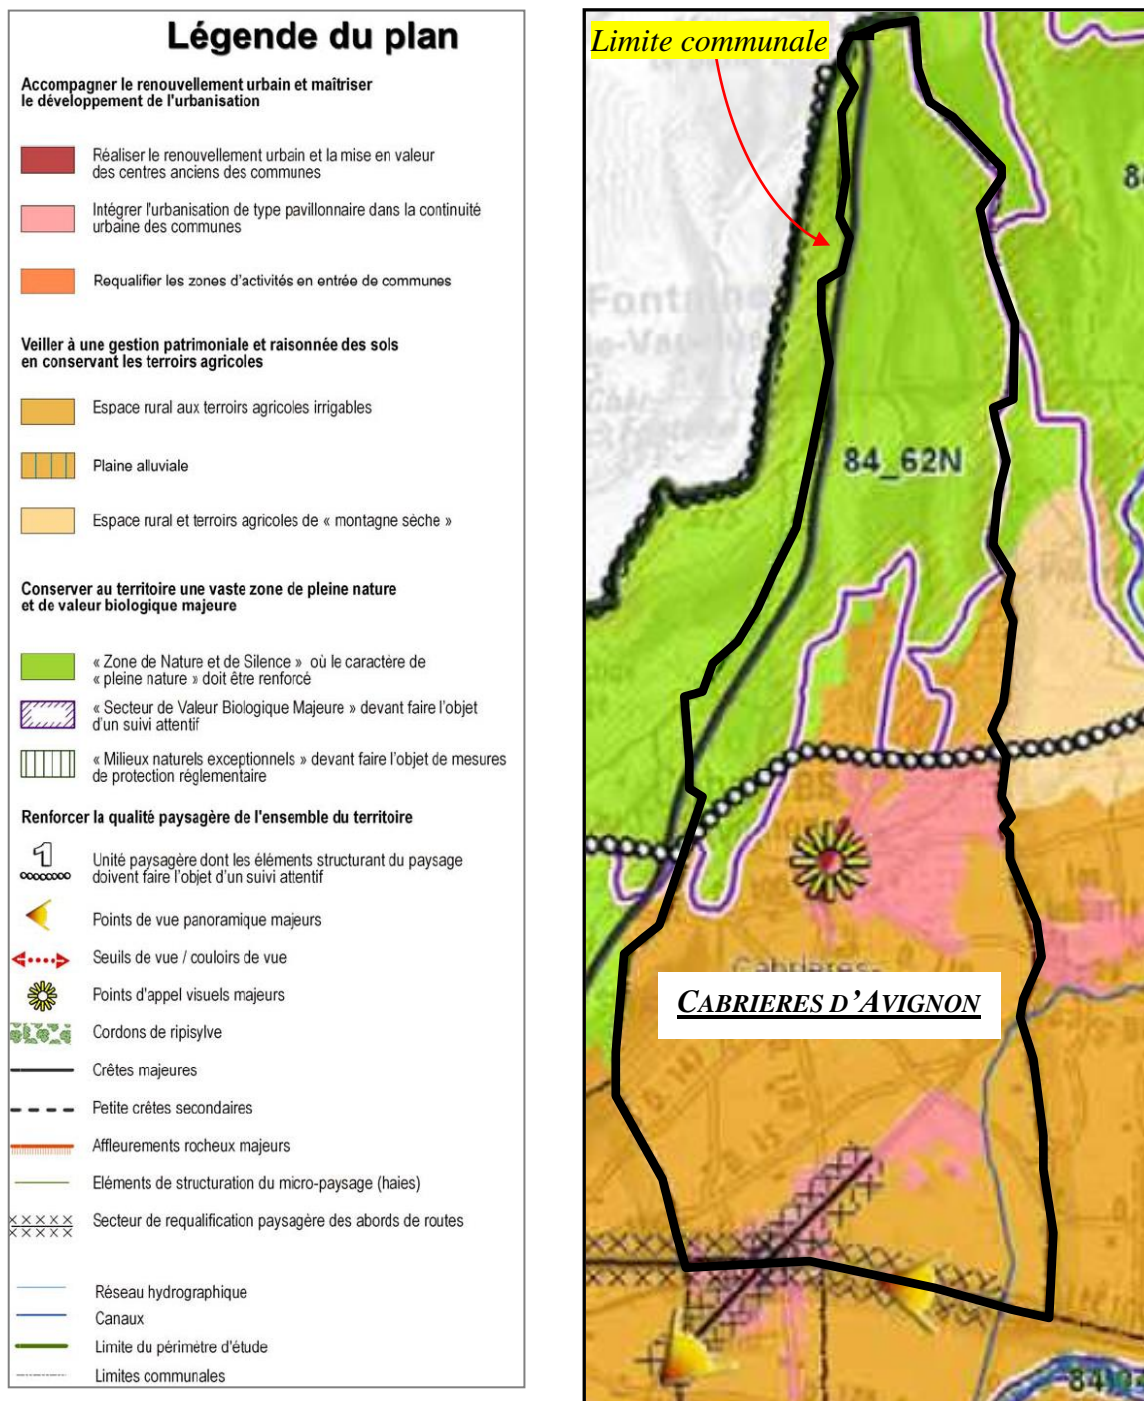 Légende du plan
Accompagner le renouvellement urbain et maîtriser
le développement de l'urbanisation
Réaliser le renouvellement urbain et la mise en valeur
des centres anciens des communes
Intégrer l'urbanisation de type pavillonnaire dans la continuité
urbaine des communes
Requalifier les zones d'activités en entrée de communes
Veiller à une gestion patrimoniale et raisonnée des sols
en conservant les terroirs agricoles
Espace rural aux terroirs agricoles irrigables
Plaine alluviale
Espace rural et terroirs agricoles de « montagne sèche »
Conserver au territoire une vaste zone de pleine nature
et de valeur biologique majeure
« Zone de Nature et de Silence » où le caractère de
« pleine nature » doit être renforcé
« Secteur de Valeur Biologique Majeure » devant faire l'objet
d'un suivi attentif
« Milieux naturels exceptionnels » devant faire l'objet de mesures
de protection réglementaire
Renforcer la qualité paysagère de l'ensemble du territoire
1
Unité paysagère dont les éléments structurant du paysage
doivent faire l'objet d'un suivi attentif
Points de vue panoramique majeurs
Seuils de vue / couloirs de vue
Points d'appel visuels majeurs
Cordons de ripisylve
Crêtes majeures
Petite crêtes secondaires
Affleurements rocheux majeurs
Eléments de structuration du micro-paysage (haies)
Secteur de requalification paysagère des abords de routes
Réseau hydrographique
Canaux
Limite du périmètre d'étude
Limites communales
Limite communale
84_62N
Cabrières-
CABRIERES D'AVIGNON